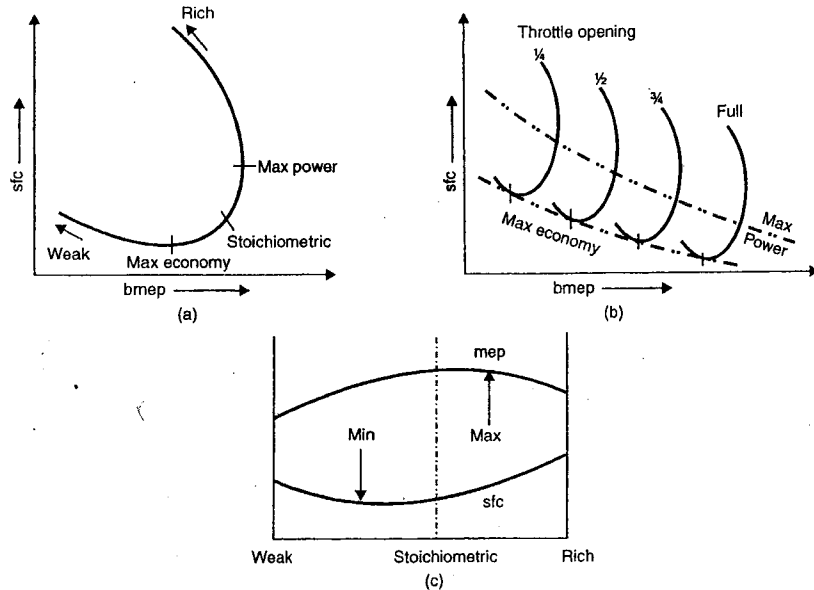 Rich
sfc
Max power
Stoichiometric
Weak
Max economy
bmep
(a)
Throttle opening
¼
½
¾
Full
sfc
Max economy
Max
Power
bmep
(b)
mep
Min
Max
sfc
Weak
Stoichiometric
Rich
(c)